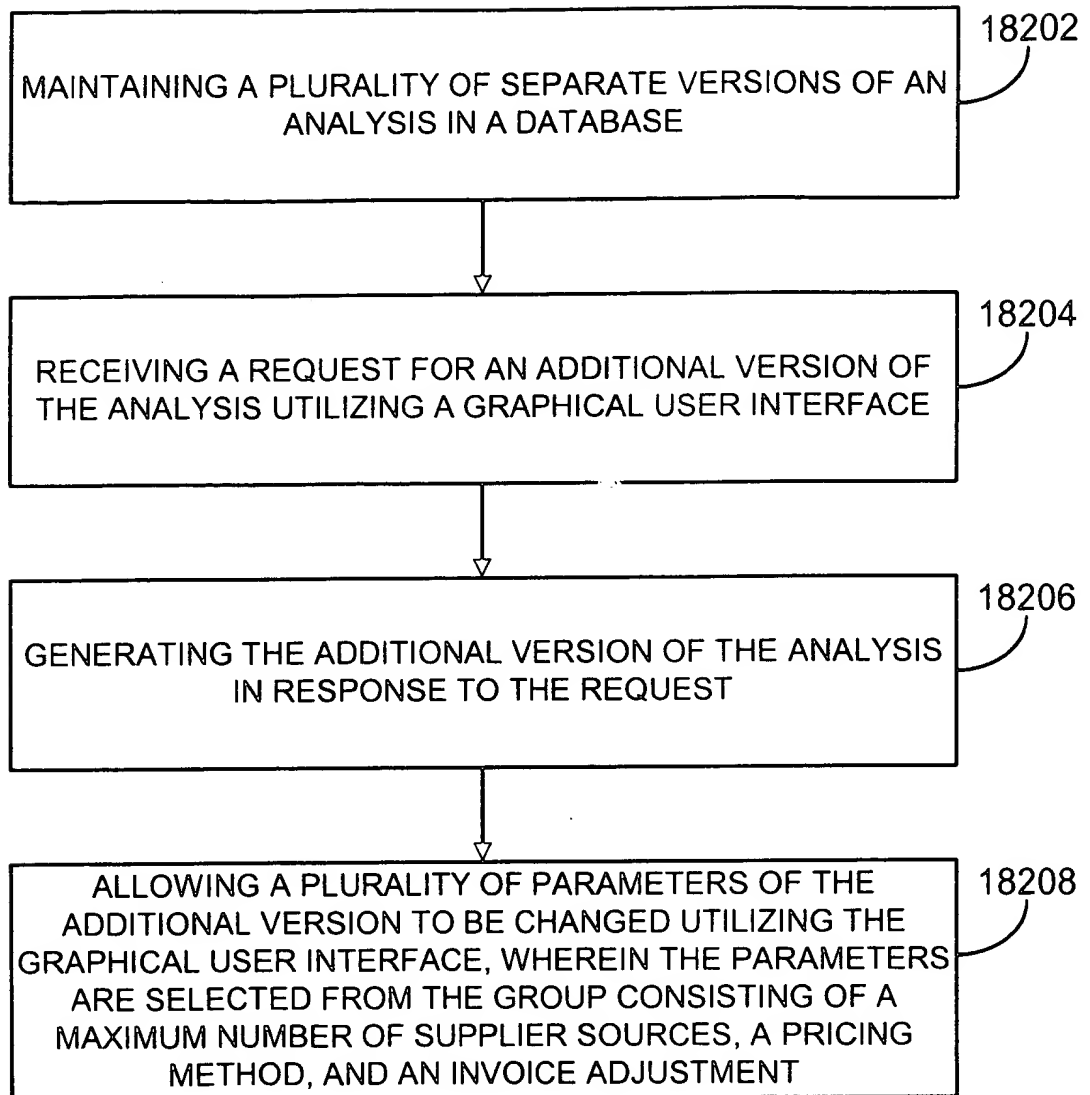 18202
MAINTAINING A PLURALITY OF SEPARATE VERSIONS OF AN
ANALYSIS IN A DATABASE
18204
RECEIVING A REQUEST FOR AN ADDITIONAL VERSION OF
THE ANALYSIS UTILIZING A GRAPHICAL USER INTERFACE
18206
GENERATING THE ADDITIONAL VERSION OF THE ANALYSIS
IN RESPONSE TO THE REQUEST
18208
ALLOWING A PLURALITY OF PARAMETERS OF THE
ADDITIONAL VERSION TO BE CHANGED UTILIZING THE
GRAPHICAL USER INTERFACE, WHEREIN THE PARAMETERS
ARE SELECTED FROM THE GROUP CONSISTING OF A
MAXIMUM NUMBER OF SUPPLIER SOURCES, A PRICING
METHOD, AND AN INVOICE ADJUSTMENT